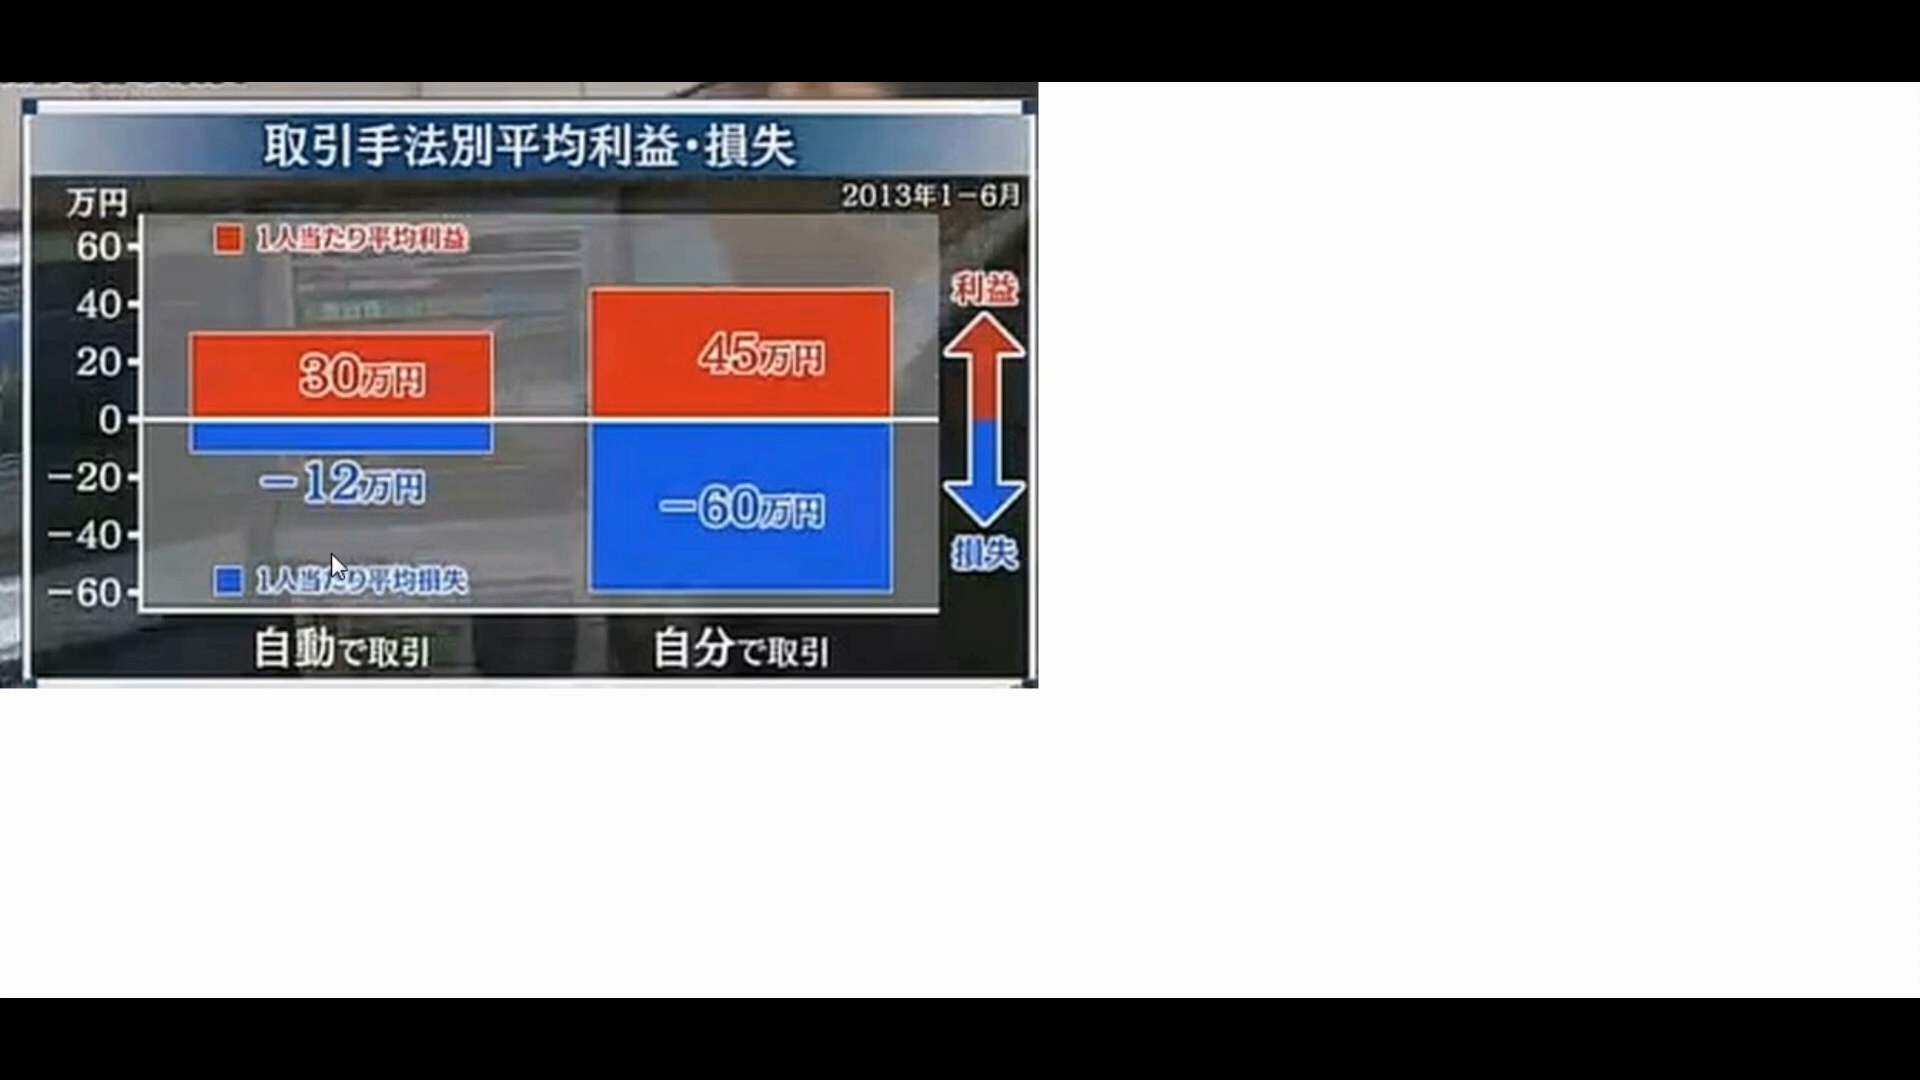 取引手法別平均利益・損失
2013年1－6月
万円
60
40
20
0
－20
－40
－60
1人当たり平均利益
30万円
45万円
－12万円
－60万円
1人当たり平均損失
利益
損失
自動で取引
自分で取引